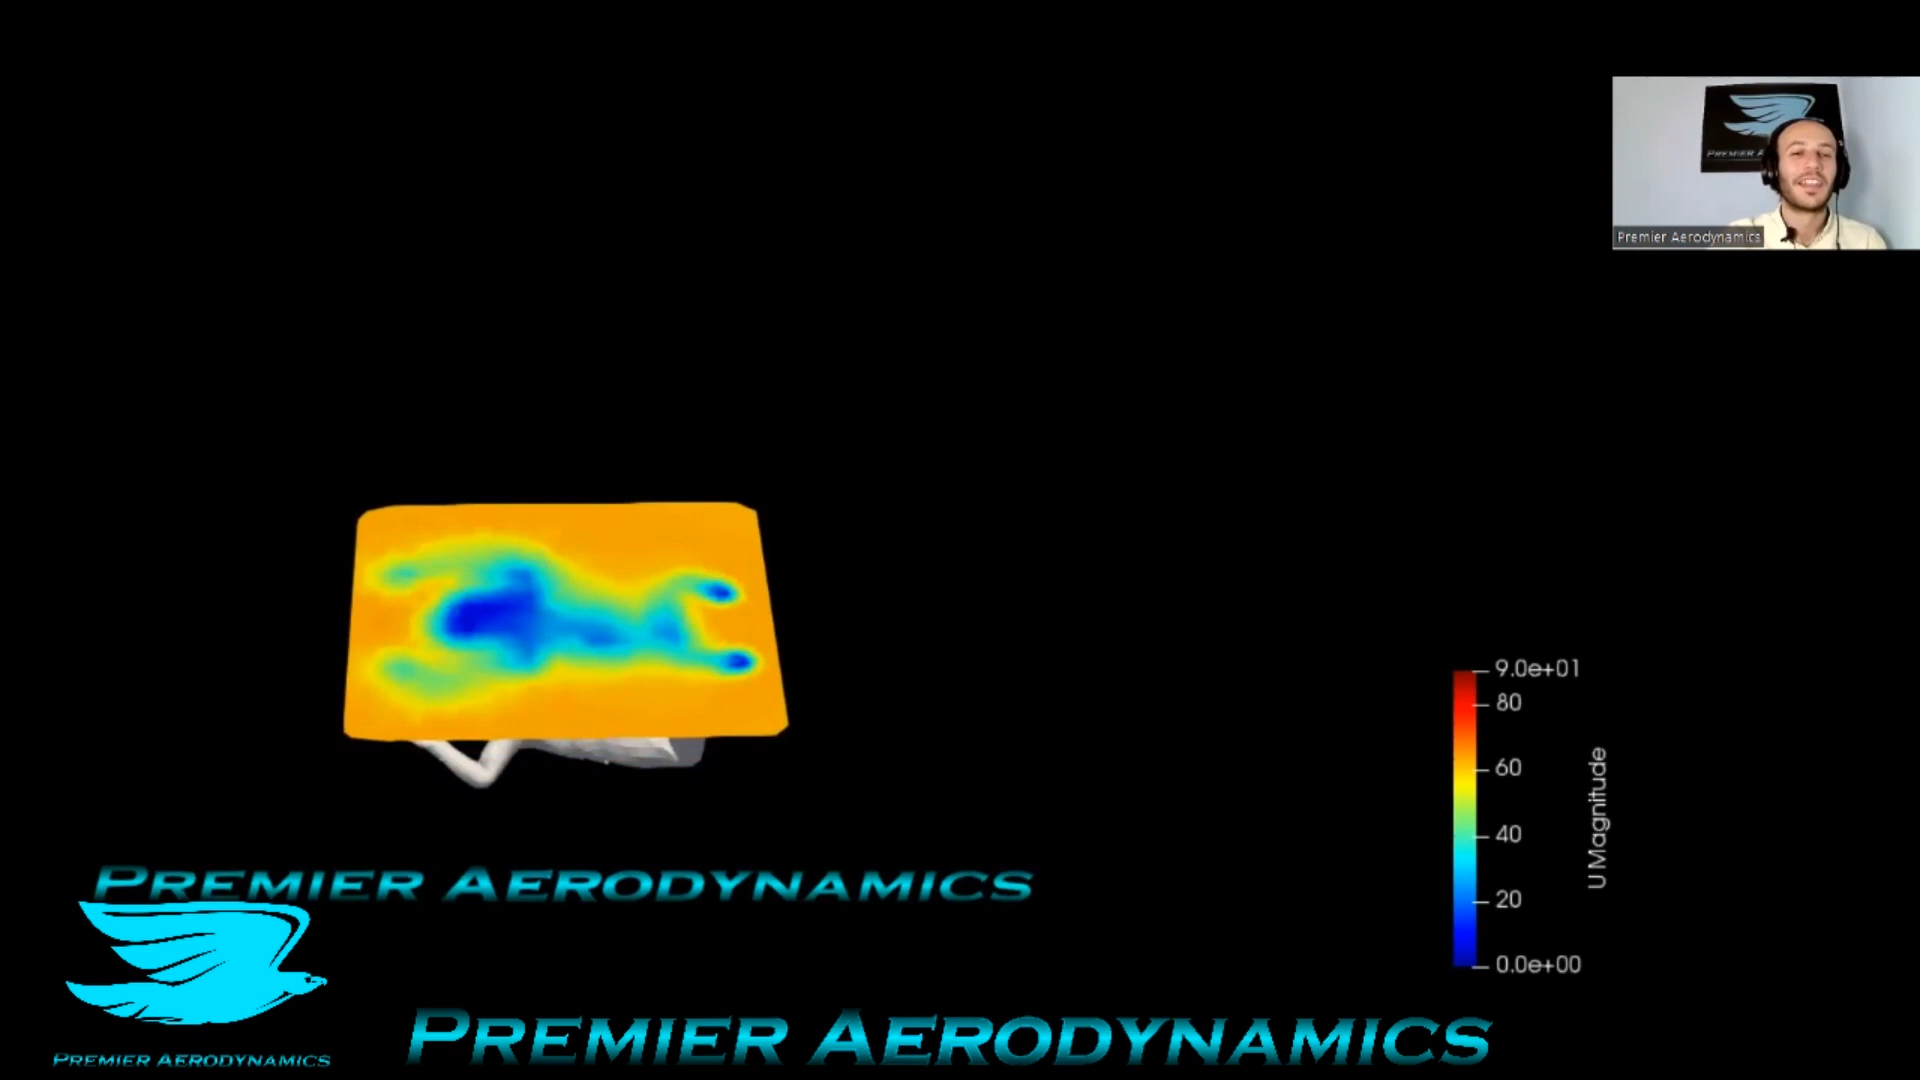 PREMIER A
Premier Aerodynamics
9.0e+01
80
60
40
20
0.0e+00
U Magnitude
PREMIER AERODYNAMICS
PREMIER AERODYNAMICS
PREMIER AERODYNAMICS